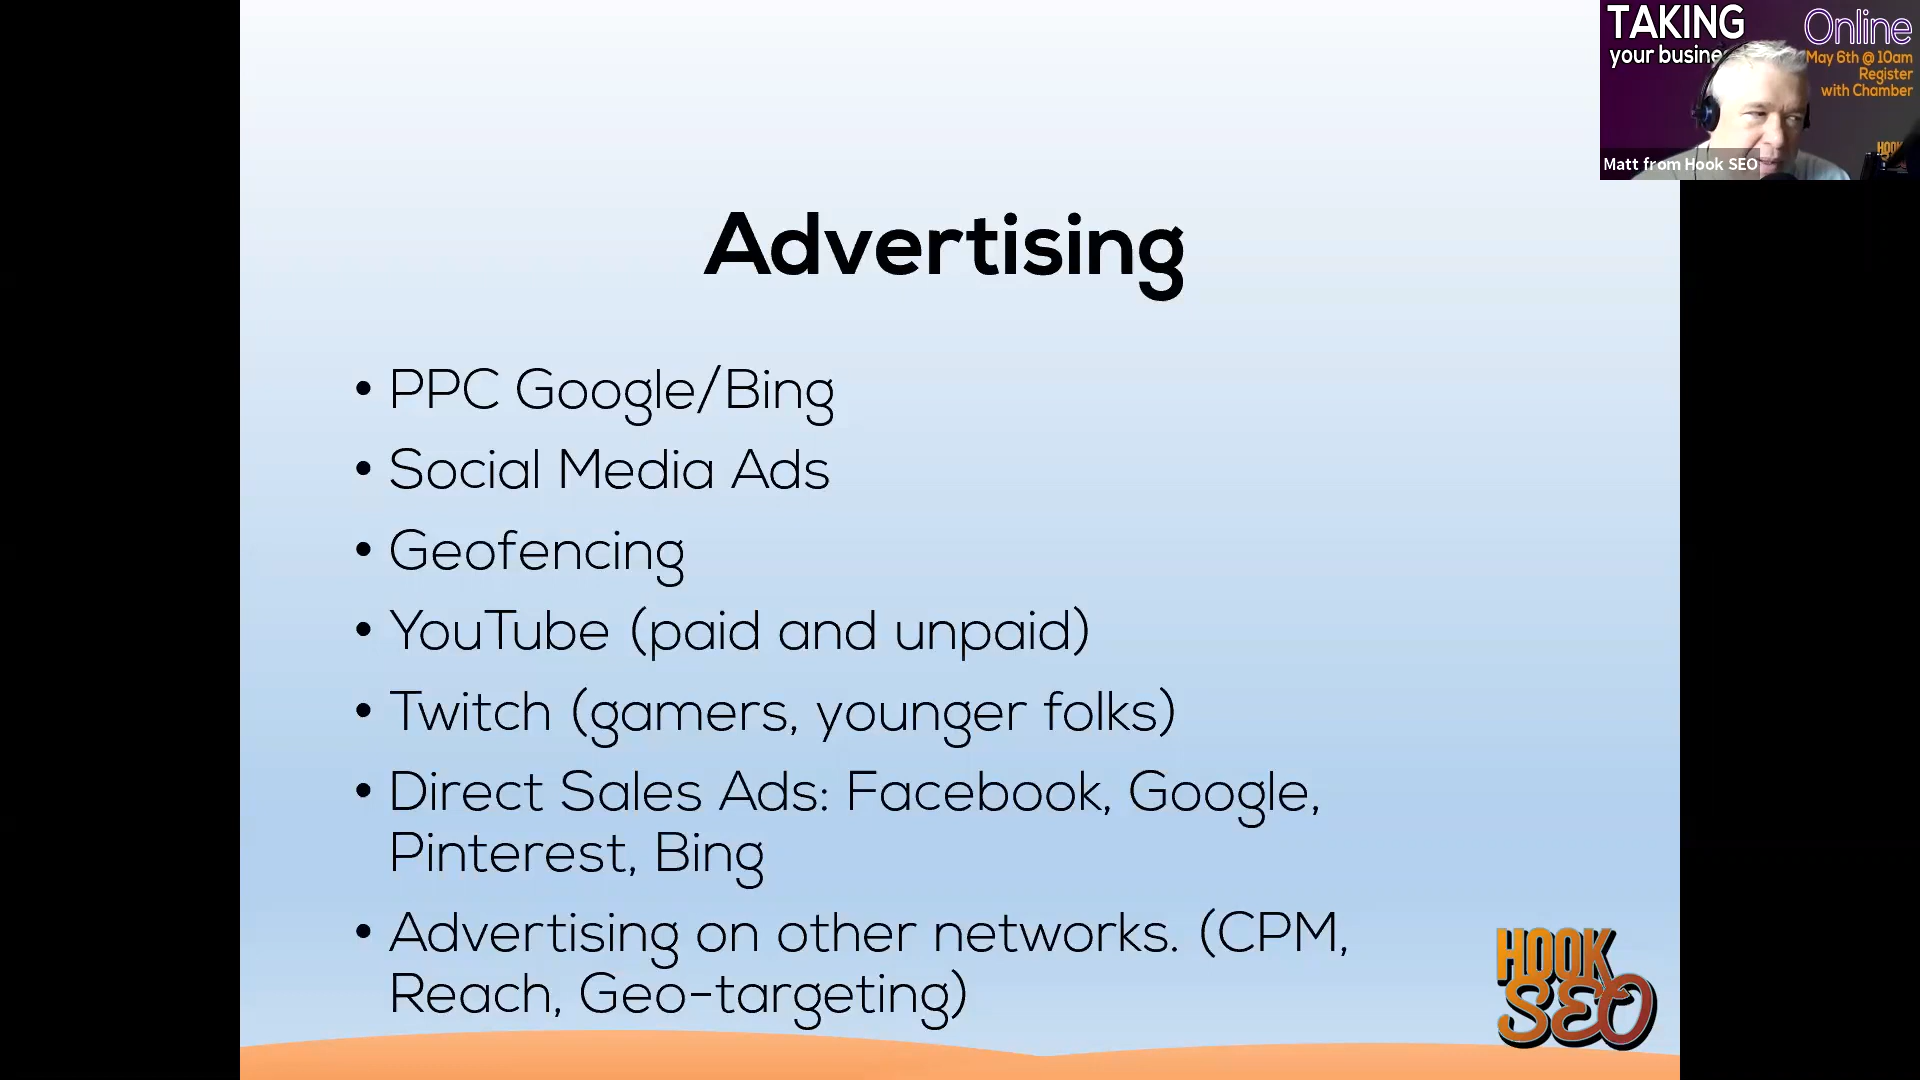 TAKING
your busine
Online
May 6th @ 10am
Register
with Chamber
Matt from Hook SEO
Advertising
• PPC Google/Bing
• Social Media Ads
• Geofencing
• YouTube (paid and unpaid)
• Twitch (gamers, younger folks)
• Direct Sales Ads: Facebook, Google,
Pinterest, Bing
• Advertising on other networks. (CPM,
Reach, Geo-targeting)
HOOK
SEO